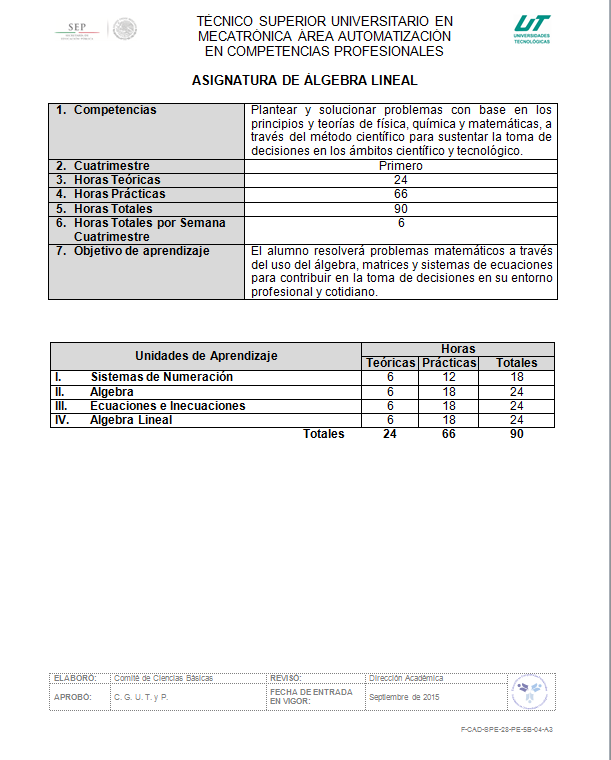 SEP
UT
UNIVERSIDADES
TECNOLÓGICAS
TÉCNICO SUPERIOR UNIVERSITARIO EN
MECATRÓNICA ÁREA AUTOMATIZACIÓN
EN COMPETENCIAS PROFESIONALES
ASIGNATURA DE ÁLGEBRA LINEAL
1. Competencias Plantear y solucionar problemas con base en los
principios y teorías de física, química y matemáticas, a
través del método científico para sustentar la toma de
decisiones en los ámbitos científico y tecnológico.
2. Cuatrimestre Primero
3. Horas Teóricas 24
4. Horas Prácticas 66
5. Horas Totales 90
6. Horas Totales por Semana 6
Cuatrimestre
7. Objetivo de aprendizaje El alumno resolverá problemas matemáticos a través
del uso del álgebra, matrices y sistemas de ecuaciones
para contribuir en la toma de decisiones en su entorno
profesional y cotidiano.
Unidades de Aprendizaje Horas
Teóricas Prácticas Totales
I. Sistemas de Numeración 6 12 18
II. Algebra 6 18 24
III. Ecuaciones e Inecuaciones 6 18 24
IV. Algebra Lineal 6 18 24
Totales 24 66 90
ELABORÓ: Comité de Ciencias Básicas REVISÓ: Dirección Académica
APROBÓ: C. G. U. T. y P. FECHA DE ENTRADA
EN VIGOR: Septiembre de 2015
F-CAD-SPE-28-PE-5B-04-A3